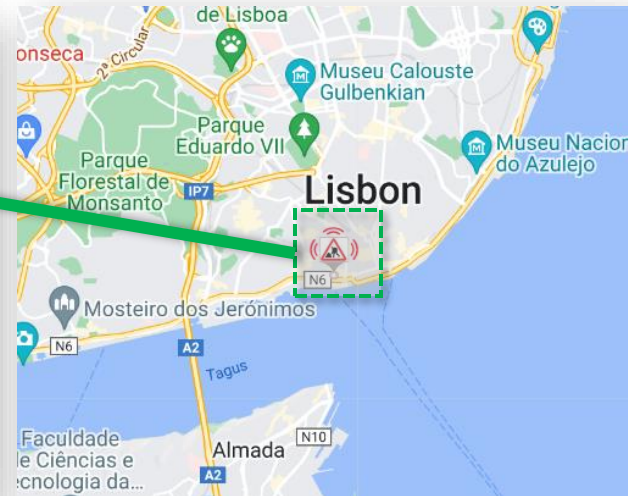 de Lisboa
onseca
2ª Circular
Museu Calouste
Gulbenkian
Parque
Eduardo VII
Museu Nacion
do Azulejo
Parque
Florestal de
Monsanto
IP7
Lisbon
N6
Mosteiro dos Jerónimos
N6
A2
Tagus
Faculdade
le Ciências e
ecnologia da...
Almada
N10
A2